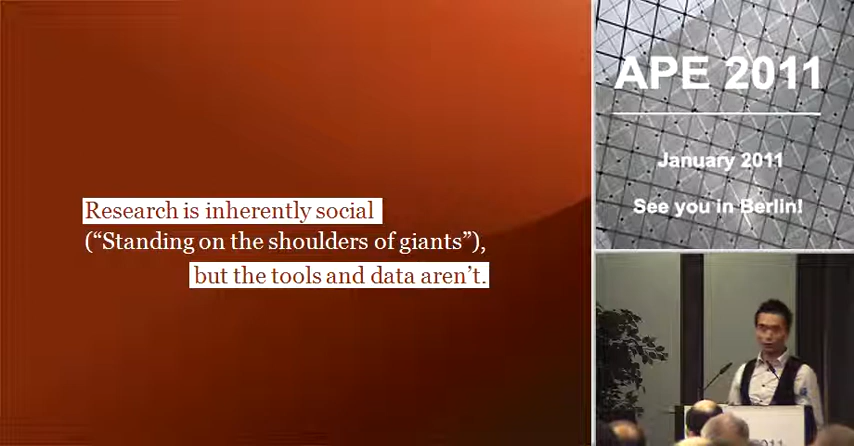 Research is inherently social
(“Standing on the shoulders of giants”),
but the tools and data aren’t.
APE 2011
January 2011
See you in Berlin!
2011